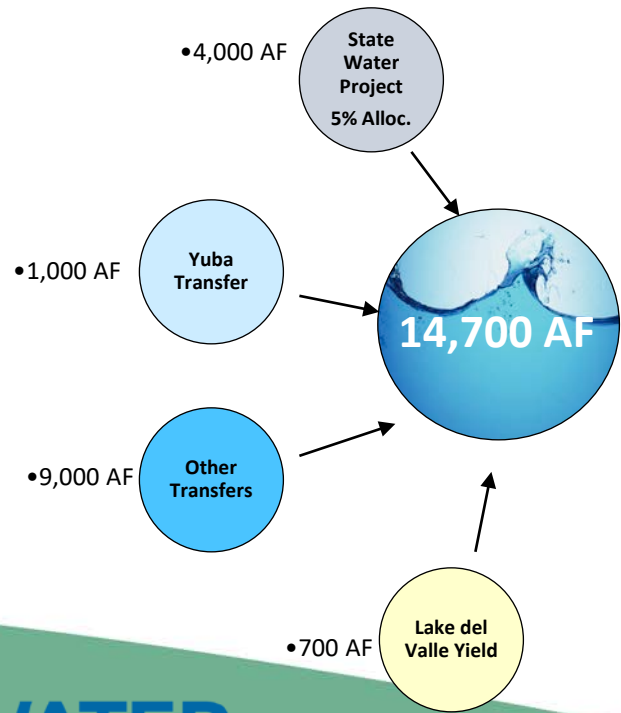 •4,000 AF
State
Water
Project
5% Alloc.
•1,000 AF
Yuba
Transfer
14,700 AF
•9,000 AF
Other
Transfers
•700 AF
Lake del
Valle Yield
WATER